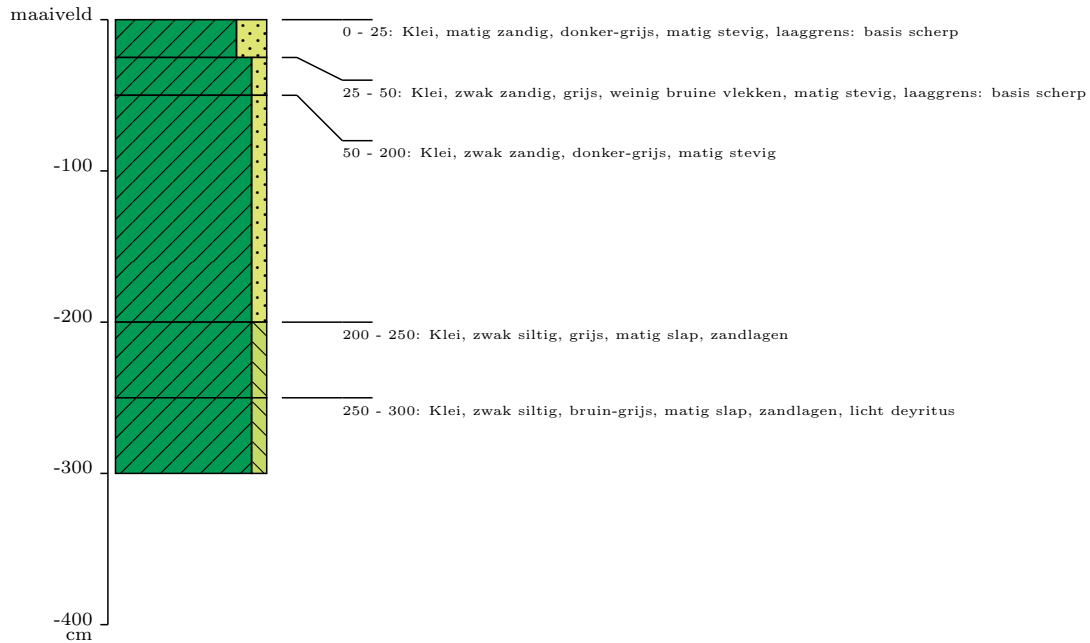 maaiveld
0 - 25: Klei, matig zandig, donker-grijs, matig stevig, laaggrens: basis scherp
25 - 50: Klei, zwak zandig, grijs, weinig bruine vlekken, matig stevig, laaggrens: basis scherp
50 - 200: Klei, zwak zandig, donker-grijs, matig stevig
-100
-200
200 - 250: Klei, zwak siltig, grijs, matig slap, zandlagen
250 - 300: Klei, zwak siltig, bruin-grijs, matig slap, zandlagen, licht deyritus
-300
-400
cm